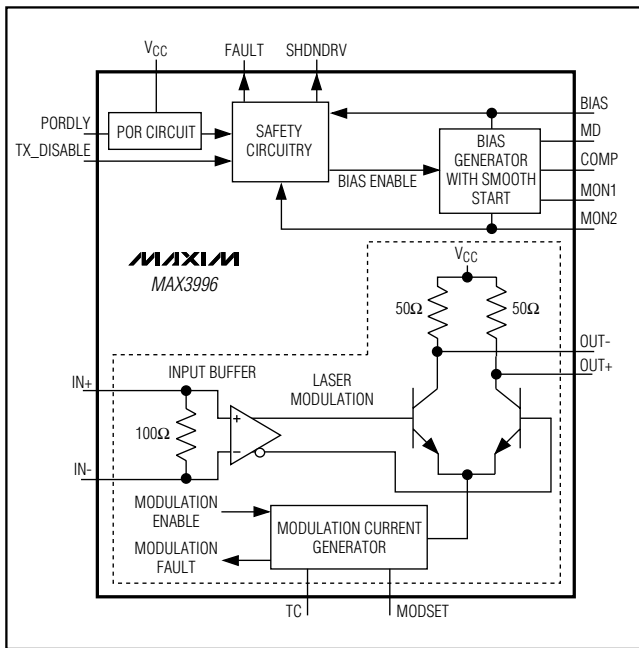 VCC
FAULT
SHDNDRV
PORDLY
POR CIRCUIT
TX_DISABLE
SAFETY
CIRCUITRY
BIAS ENABLE
BIAS
GENERATOR
WITH SMOOTH
START
BIAS
MD
COMP
MON1
MON2
MAXIM
MAX3996
VCC
50Ω
50Ω
OUT-
OUT+
IN+
INPUT BUFFER
LASER
MODULATION
100Ω
+
−
IN-
MODULATION
ENABLE
MODULATION
FAULT
MODULATION CURRENT
GENERATOR
TC
MODSET